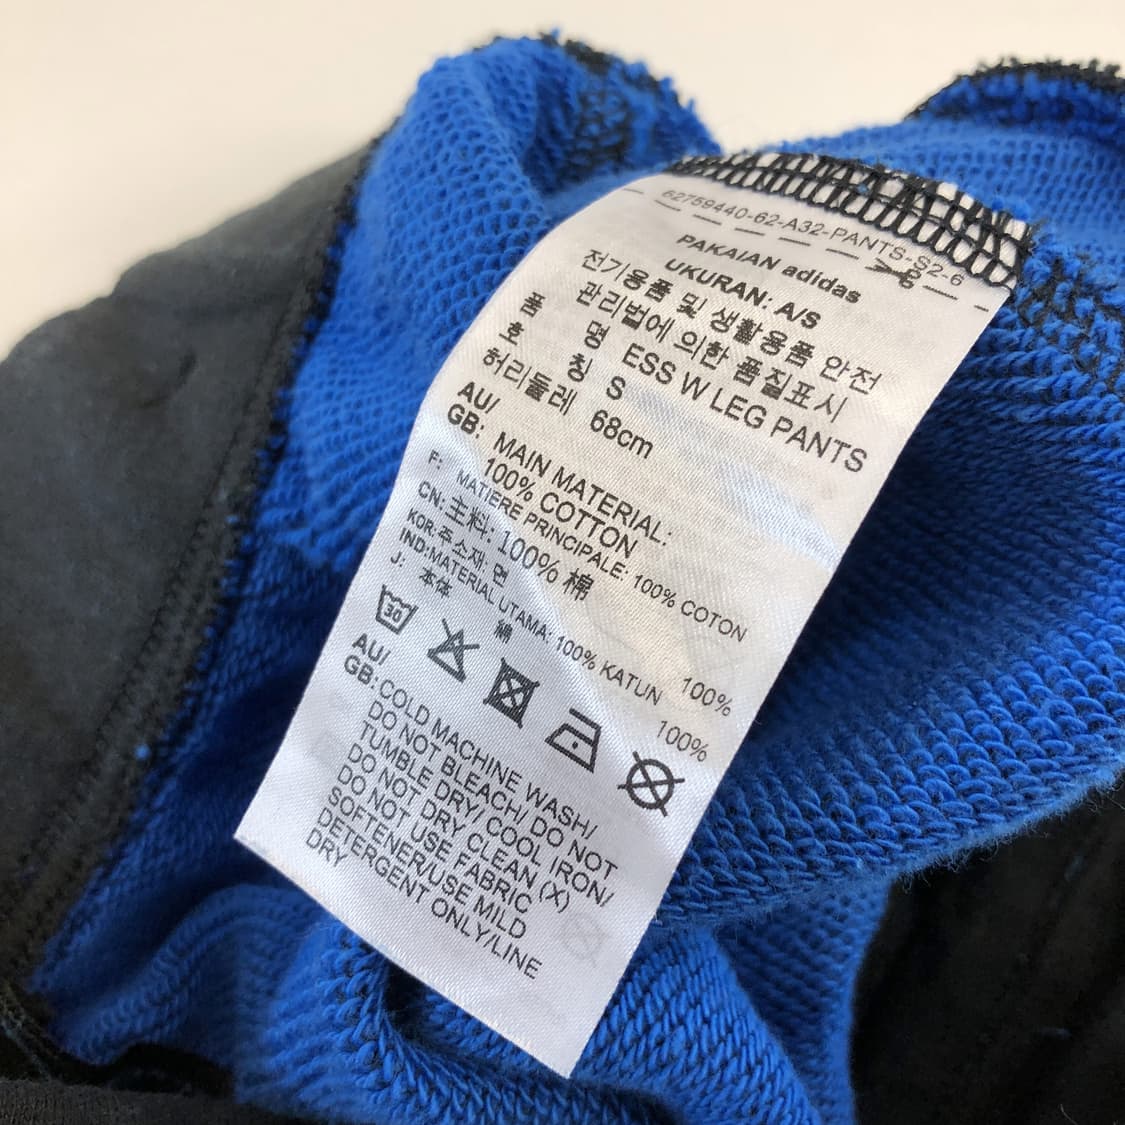 62759440-62-A32-PANTS-S2-6
PAKAIAN adidas
UKURAN: A/S
전기용품 및 생활용품 안전
관리법에 의한 품질표시
품 명 ESS W LEG PANTS
호 칭 S
허리둘레 68cm
AU/
GB: MAIN MATERIAL:
100% COTTON
F: MATIERE PRINCIPALE: 100% COTON
CN: 主料: 100% 棉
KOR: 주소재: 면 100%
IND: MATERIAL UTAMA: 100% KATUN
J: 本体 綿 100%
30
AU/
GB: COLD MACHINE WASH/
DO NOT BLEACH/ DO NOT
TUMBLE DRY/ COOL IRON/
DO NOT DRY CLEAN (X)
DO NOT USE FABRIC
SOFTENER/USE MILD
DETERGENT ONLY/LINE
DRY